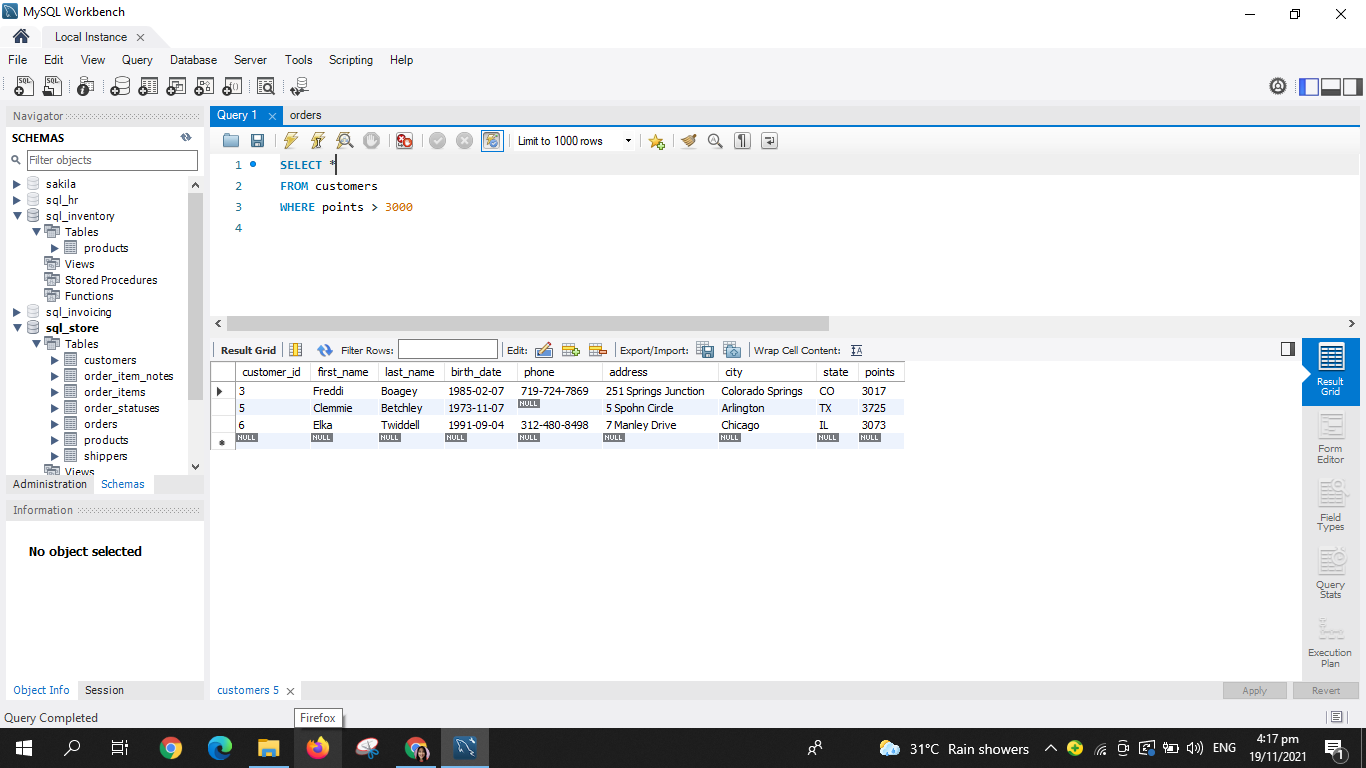 MySQL Workbench
Local Instance
File Edit View Query Database Server Tools Scripting Help
Navigator
SCHEMAS
Filter objects
sakila
sql_hr
sql_inventory
Tables
products
Views
Stored Procedures
Functions
sql_invoicing
sql_store
Tables
customers
order_item_notes
order_items
order_statuses
orders
products
shippers
Views
Administration Schemas
Information
No object selected
Object Info Session
Query 1 orders
Limit to 1000 rows
1 SELECT *
2 FROM customers
3 WHERE points > 3000
4
Result Grid Filter Rows: Edit: Export/Import: Wrap Cell Content:
customer_id first_name last_name birth_date phone address city state points
3 Freddi Boagey 1985-02-07 719-724-7869 251 Springs Junction Colorado Springs CO 3017
5 Clemmie Betchley 1973-11-07 NULL 5 Spohn Circle Arlington TX 3725
6 Elka Twiddell 1991-09-04 312-480-8498 7 Manley Drive Chicago IL 3073
NULL NULL NULL NULL NULL NULL NULL NULL NULL
Result
Grid
Form
Editor
Field
Types
Query
Stats
Execution
Plan
customers 5
Apply Revert
Query Completed
Firefox
31°C Rain showers ENG 4:17 pm
19/11/2021
1